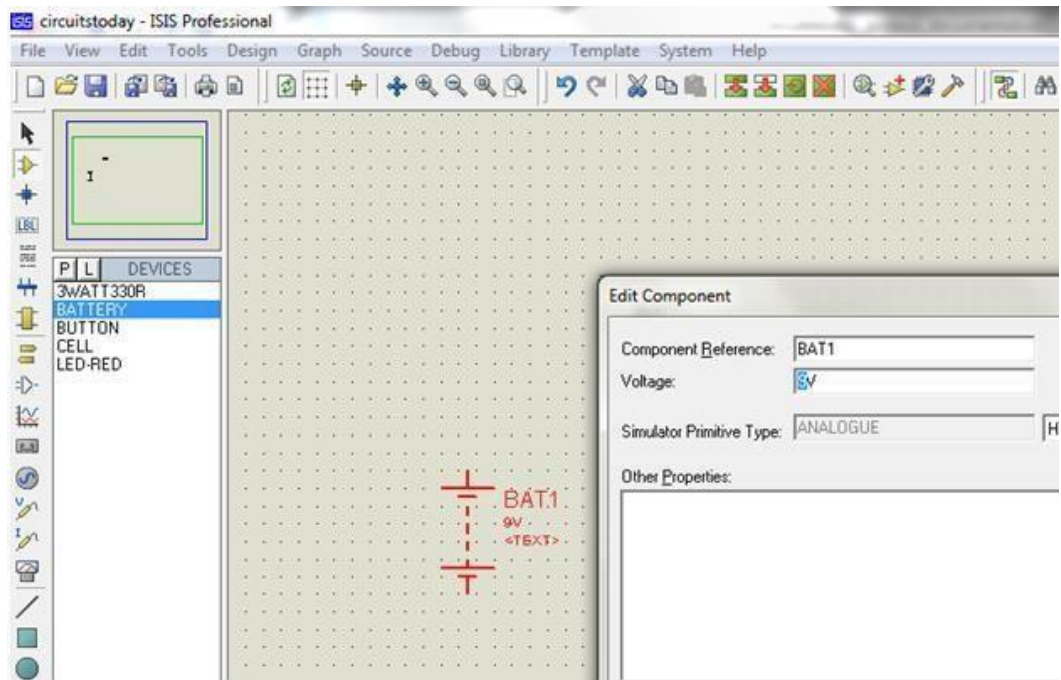 ISIS circuitstoday - ISIS Professional
File View Edit Tools Design Graph Source Debug Library Template System Help
LBL
P L DEVICES
3WATT330R
BATTERY
BUTTON
CELL
LED-RED
Edit Component
Component Reference: BAT1
Voltage: 9V
Simulator Primitive Type: ANALOGUE H
Other Properties:
BAT1
9V
<TEXT>
V
I